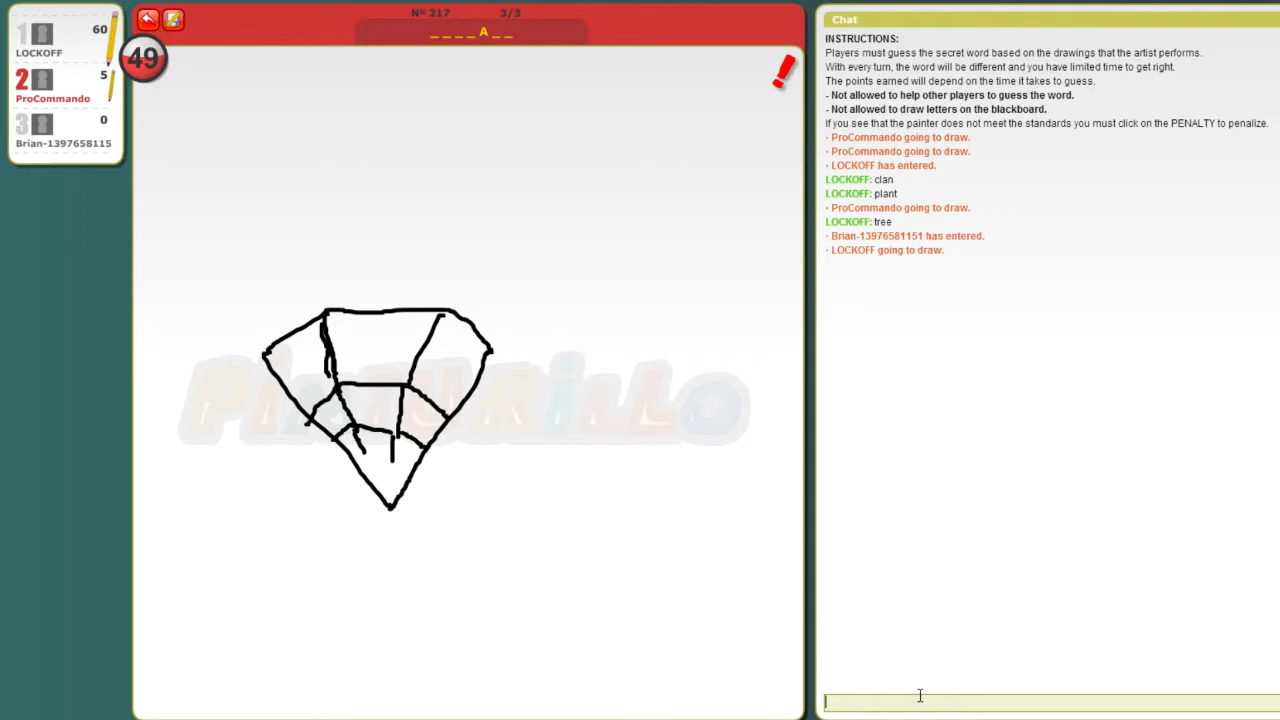 1 60
LOCKOFF
2 5
ProCommando
3 0
Brian-1397658115
49
Nº 217 3/3
_ _ _ _ A _ _
PinTURiLLo
Chat
INSTRUCTIONS:
Players must guess the secret word based on the drawings that the artist performs.
With every turn, the word will be different and you have limited time to get right.
The points earned will depend on the time it takes to guess.
- Not allowed to help other players to guess the word.
- Not allowed to draw letters on the blackboard.
If you see that the painter does not meet the standards you must click on the PENALTY to penalize.
· ProCommando going to draw.
· ProCommando going to draw.
· LOCKOFF has entered.
LOCKOFF: clan
LOCKOFF: plant
· ProCommando going to draw.
LOCKOFF: tree
· Brian-13976581151 has entered.
· LOCKOFF going to draw.